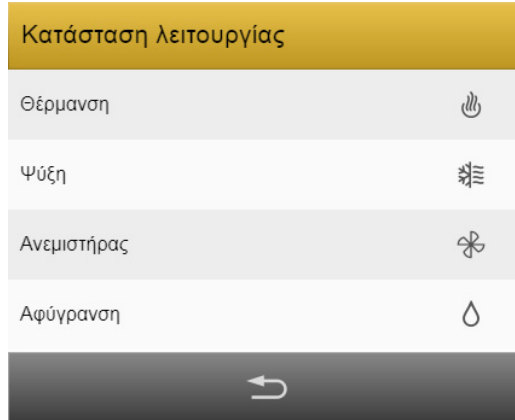 Κατάσταση λειτουργίας
Θέρμανση
Ψύξη
Ανεμιστήρας
Αφύγρανση